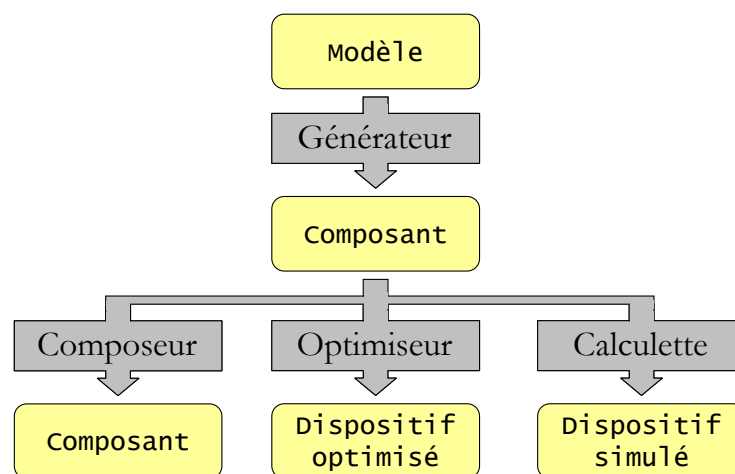 Modèle
Générateur
Composant
Composeur
Optimiseur
Calculette
Composant
Dispositif
optimisé
Dispositif
simulé